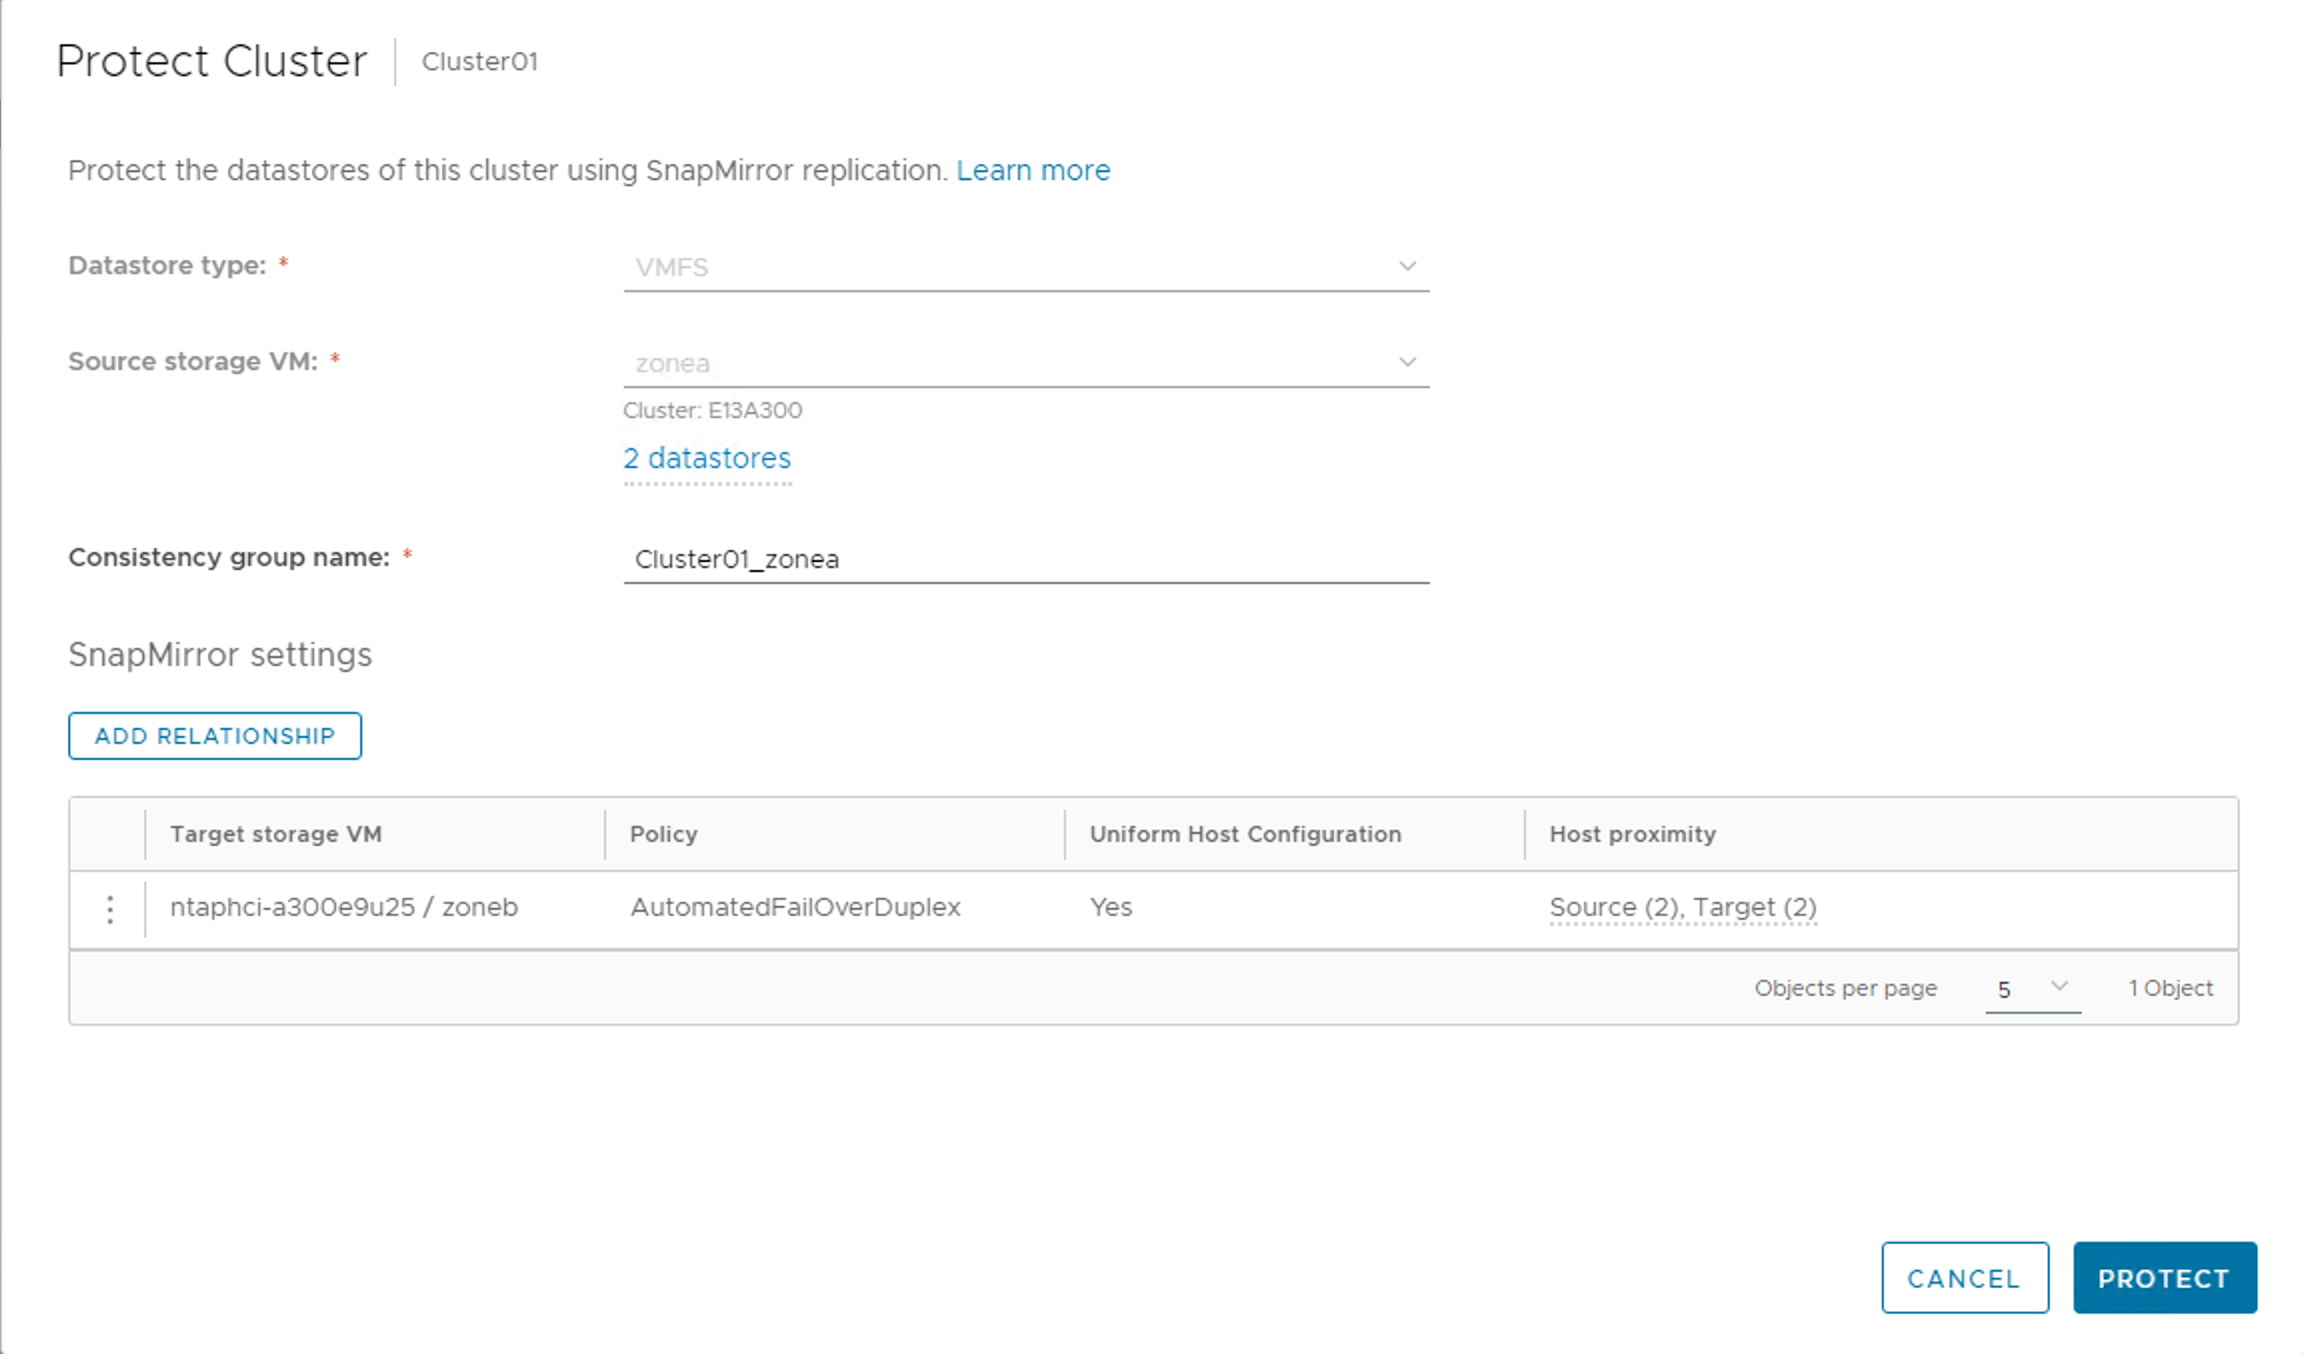 Protect Cluster | Cluster01
Protect the datastores of this cluster using SnapMirror replication. Learn more
Datastore type: * VMFS
Source storage VM: * zonea
Cluster: E13A300
2 datastores
Consistency group name: * Cluster01_zonea
SnapMirror settings
ADD RELATIONSHIP
Target storage VM Policy Uniform Host Configuration Host proximity
ntaphci-a300e9u25 / zoneb AutomatedFailOverDuplex Yes Source (2), Target (2)
Objects per page 5 1 Object
CANCEL PROTECT